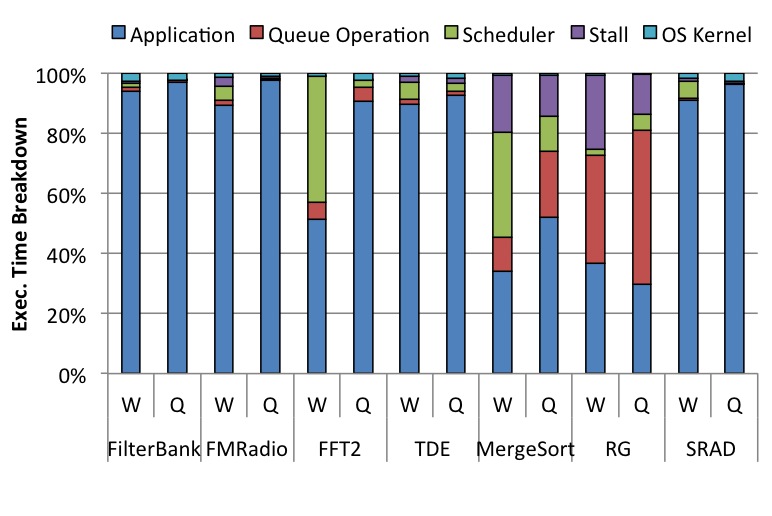 Application Queue Operation Scheduler Stall OS Kernel
100%
80%
60%
40%
20%
0%
Exec. Time Breakdown
W Q W Q W Q W Q W Q W Q W Q
FilterBank FMRadio FFT2 TDE MergeSort RG SRAD